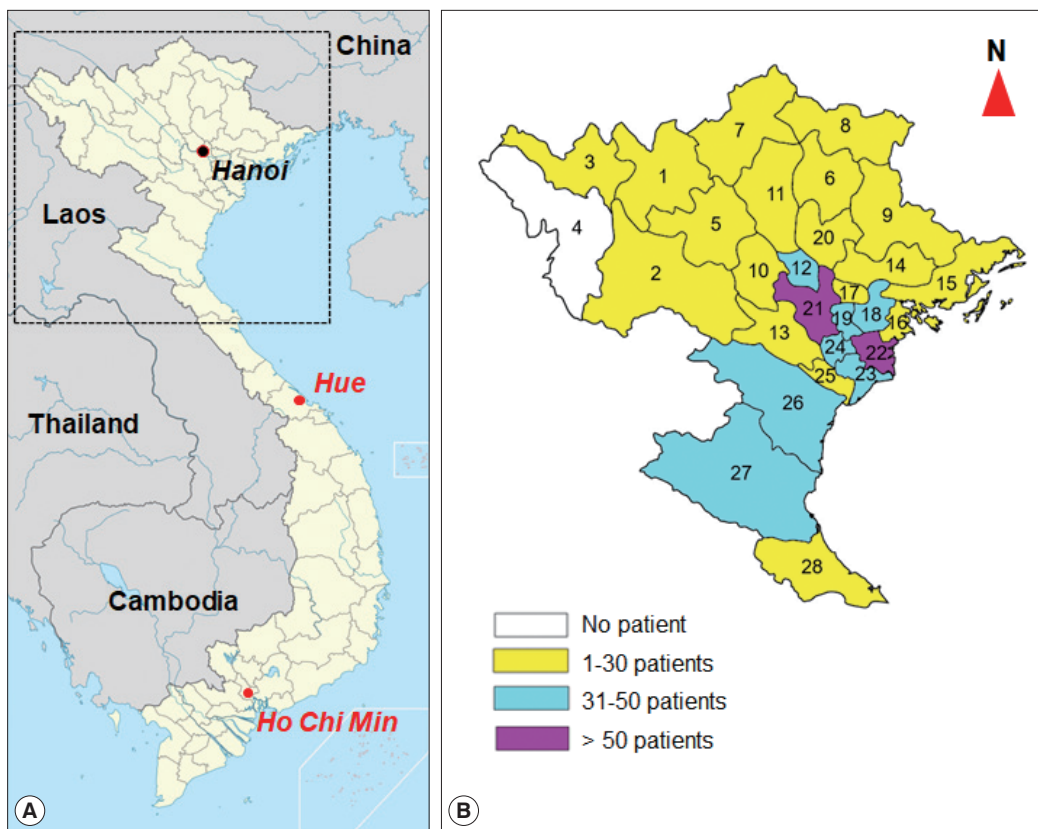 China
Hanoi
Laos
Hue
Thailand
Cambodia
Ho Chi Min
A
N
7
8
3
1
6
11
4
9
5
20
2
10
12
14
15
17
21
18
19
16
13
24
22
23
25
26
27
28
No patient
1-30 patients
31-50 patients
> 50 patients
B